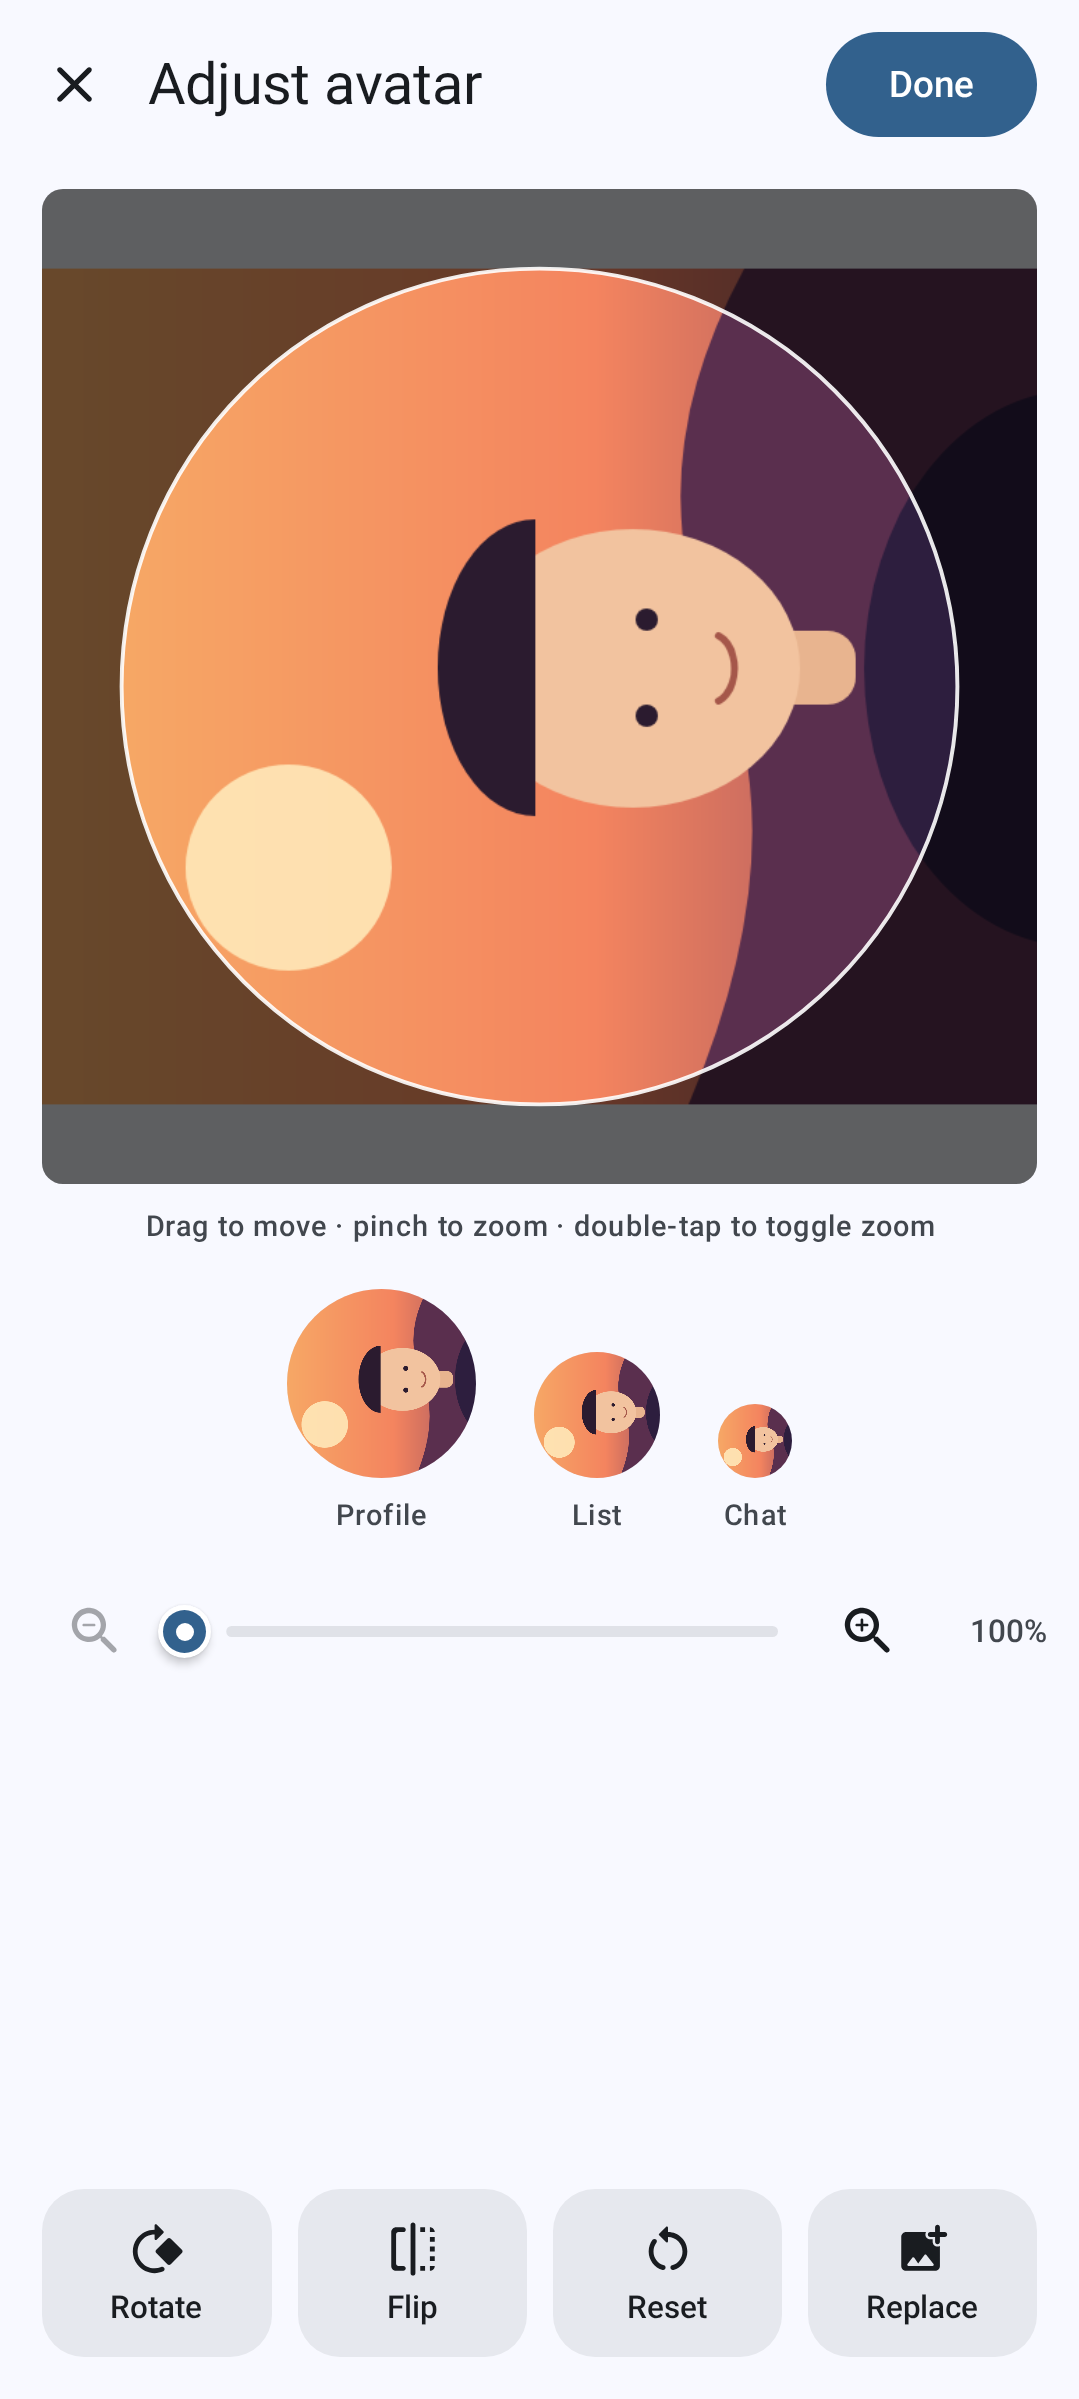 Adjust avatar
Done
Drag to move · pinch to zoom · double-tap to toggle zoom
Profile
List
Chat
100%
Rotate
Flip
Reset
Replace